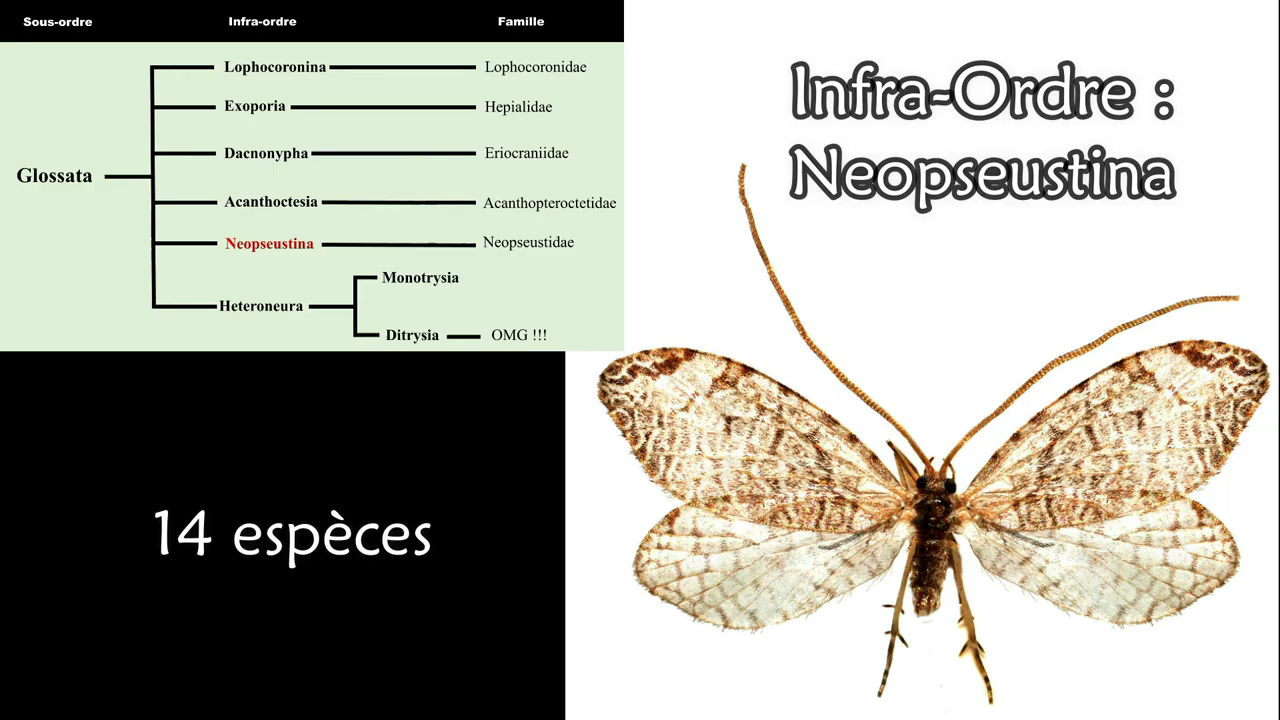 Sous-ordre Infra-ordre Famille
Lophocoronina Lophocoronidae
Exoporia Hepialidae
Dacnonypha Eriocraniidae
Glossata
Acanthoctesia Acanthopteroctetidae
Neopseustina Neopseustidae
Monotrysia
Heteroneura
Ditrysia OMG !!!
Infra-Ordre :
Neopseustina
14 espèces